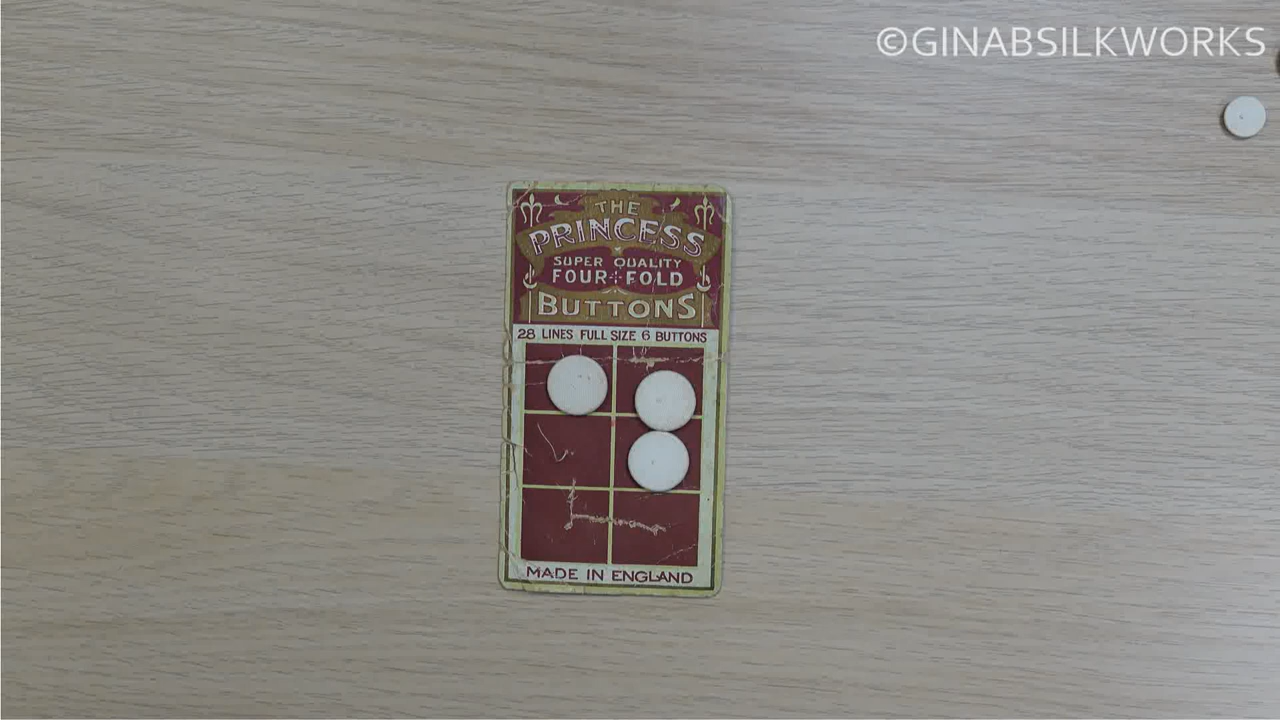 ©GINABSILKWORKS
THE
PRINCESS
SUPER QUALITY
FOUR-FOLD
BUTTONS
28 LINES FULL SIZE 6 BUTTONS
MADE IN ENGLAND